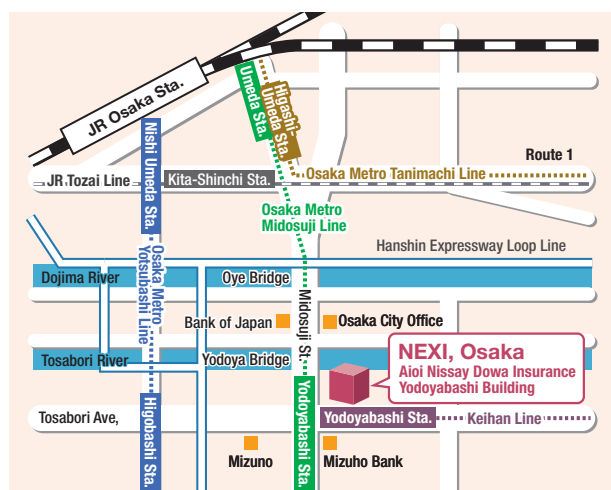 JR Osaka Sta.
Umeda Sta.
Higashi-
Umeda Sta.
Nishi Umeda Sta.
Route 1
JR Tozai Line
Kita-Shinchi Sta.
Osaka Metro Tanimachi Line
Osaka Metro
Midosuji Line
Osaka Metro
Yotsubashi Line
Hanshin Expressway Loop Line
Dojima River
Oye Bridge
Midosuji St.
Bank of Japan
Osaka City Office
Tosabori River
Yodoya Bridge
NEXI, Osaka
Aioi Nissay Dowa Insurance
Yodoyabashi Building
Higobashi Sta.
Yodoyabashi Sta.
Tosabori Ave,
Yodoyabashi Sta.
Keihan Line
Mizuno
Mizuho Bank